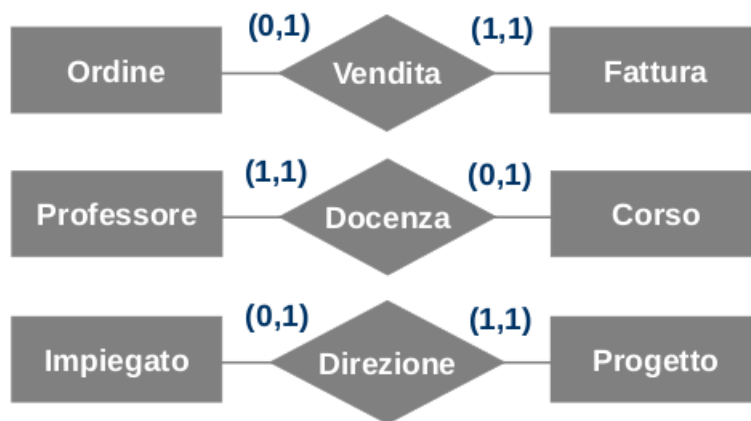 (0,1) (1,1)
Ordine Vendita Fattura
(1,1) (0,1)
Professore Docenza Corso
(0,1) (1,1)
Impiegato Direzione Progetto